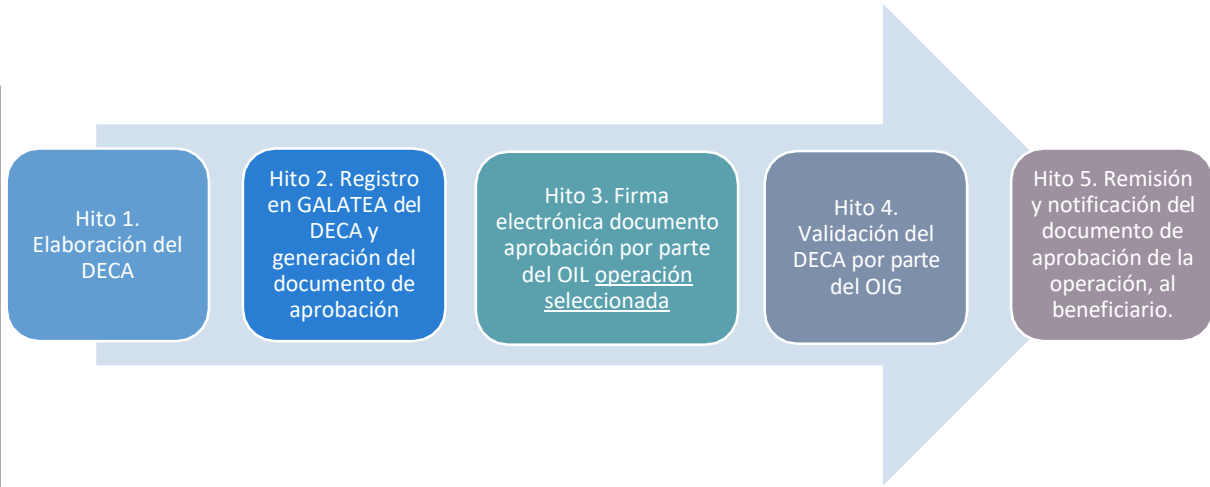 Hito 1.
Elaboración del
DECA
Hito 2. Registro
en GALATEA del
DECA y
generación del
documento de
aprobación
Hito 3. Firma
electrónica documento
aprobación por parte
del OIL operación
seleccionada
Hito 4.
Validación del
DECA por parte
del OIG
Hito 5. Remisión
y notificación del
documento de
aprobación de la
operación, al
beneficiario.